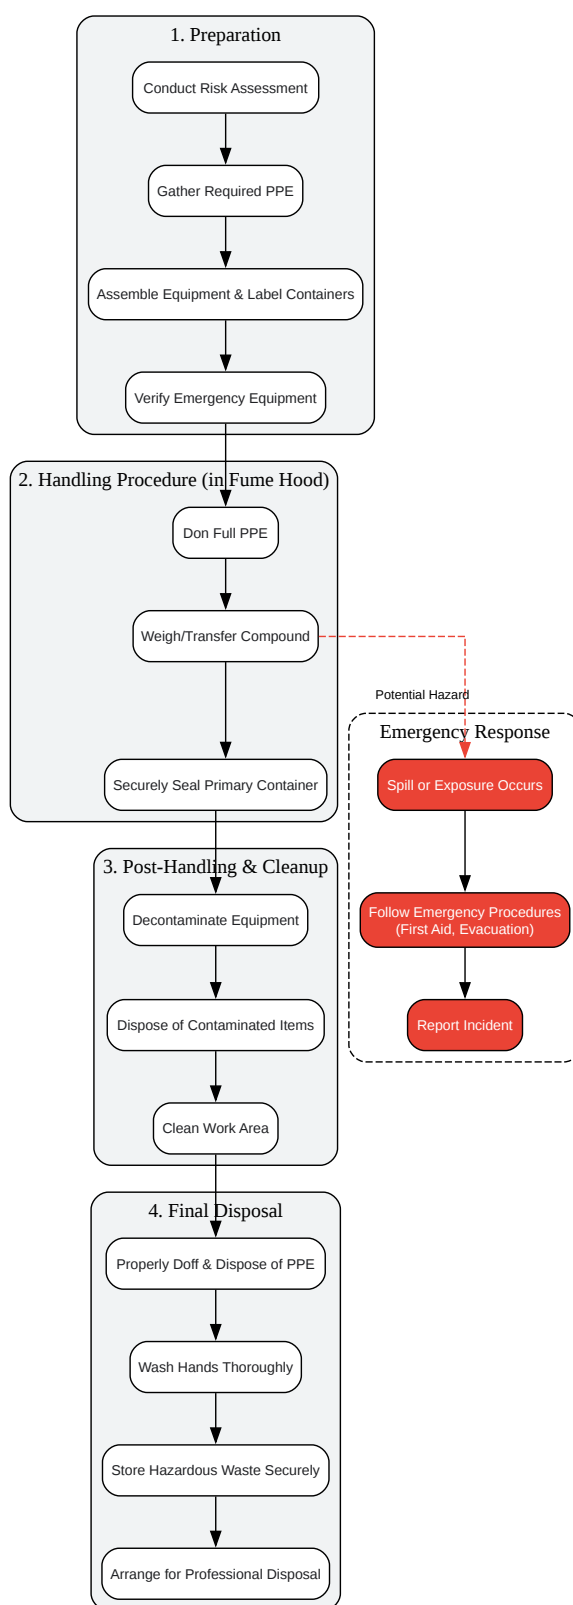 1. Preparation
Conduct Risk Assessment
Gather Required PPE
Assemble Equipment & Label Containers
Verify Emergency Equipment
2. Handling Procedure (in Fume Hood)
Don Full PPE
Weigh/Transfer Compound
Securely Seal Primary Container
Potential Hazard
Emergency Response
Spill or Exposure Occurs
Follow Emergency Procedures
(First Aid, Evacuation)
Report Incident
3. Post-Handling & Cleanup
Decontaminate Equipment
Dispose of Contaminated Items
Clean Work Area
4. Final Disposal
Properly Doff & Dispose of PPE
Wash Hands Thoroughly
Store Hazardous Waste Securely
Arrange for Professional Disposal